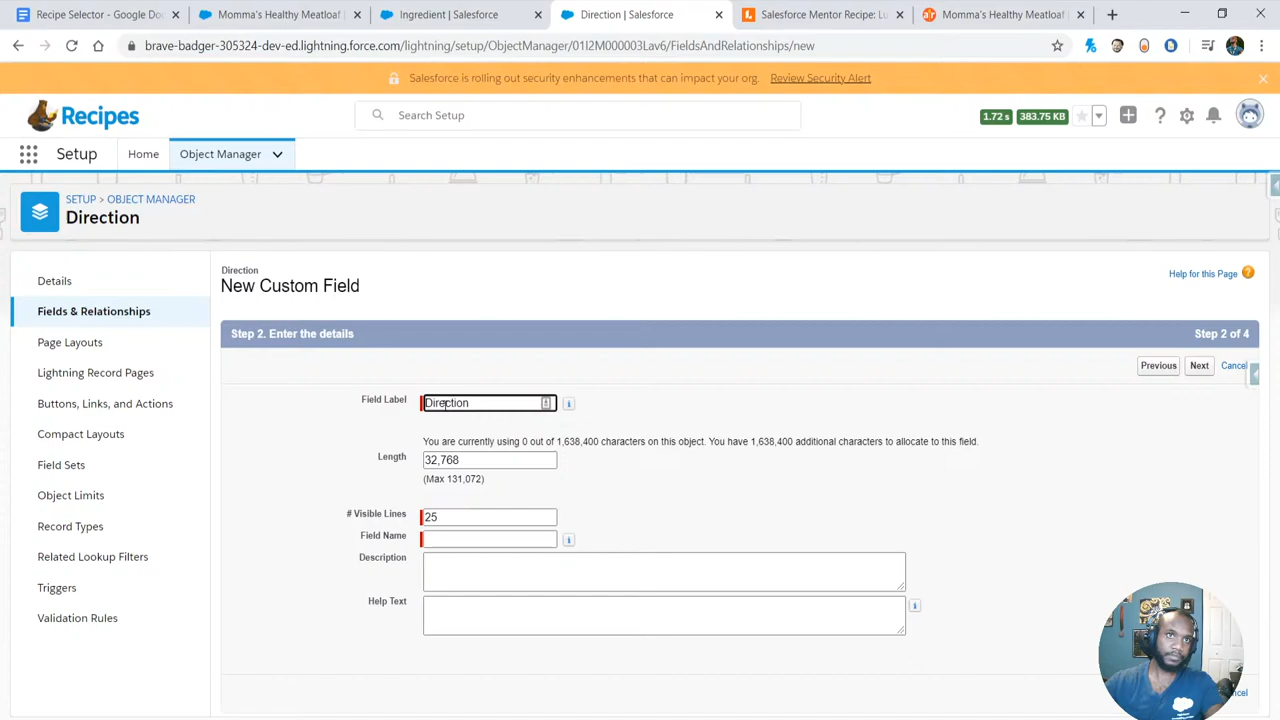 Recipe Selector - Google Do
Momma's Healthy Meatloaf
Ingredient | Salesforce
Direction | Salesforce
Salesforce Mentor Recipe: Lu
Momma's Healthy Meatloaf
brave-badger-305324-dev-ed.lightning.force.com/lightning/setup/ObjectManager/01I2M000003Lav6/FieldsAndRelationships/new
Salesforce is rolling out security enhancements that can impact your org. Review Security Alert
Recipes
Search Setup
1.72 s 383.75 KB
Setup Home Object Manager
SETUP > OBJECT MANAGER
Direction
Details
Fields & Relationships
Page Layouts
Lightning Record Pages
Buttons, Links, and Actions
Compact Layouts
Field Sets
Object Limits
Record Types
Related Lookup Filters
Triggers
Validation Rules
Direction
New Custom Field
Help for this Page
Step 2. Enter the details
Step 2 of 4
Previous Next Cancel
Field Label Direction
You are currently using 0 out of 1,638,400 characters on this object. You have 1,638,400 additional characters to allocate to this field.
Length 32,768
(Max 131,072)
# Visible Lines 25
Field Name
Description
Help Text
ncel